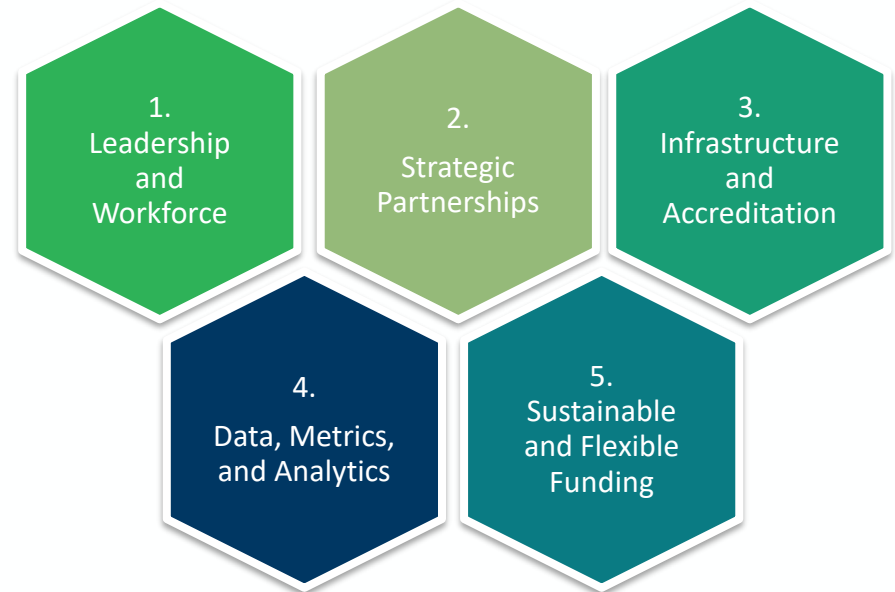 1.
Leadership
and
Workforce
2.
Strategic
Partnerships
3.
Infrastructure
and
Accreditation
4.
Data, Metrics,
and Analytics
5.
Sustainable
and Flexible
Funding